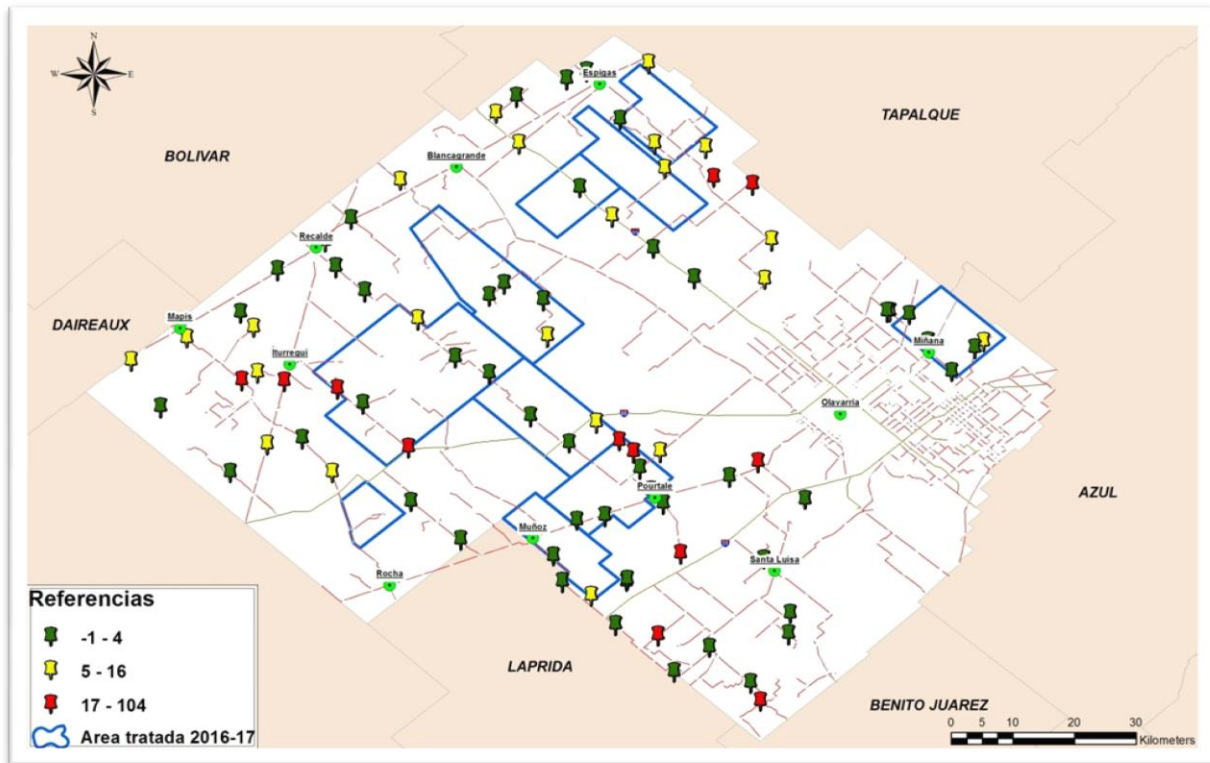 N
W E
S
Espigas
TAPALQUE
BOLIVAR
Blancagrande
Recalde
DAIREAUX
Mapis
Iturregui
Miñana
Olavarria
Pourtale
AZUL
Muñoz
Santa Luisa
Rocha
Referencias
-1 - 4
5 - 16
17 - 104
Area tratada 2016-17
LAPRIDA
BENITO JUAREZ
0 5 10 20 30
Kilometers